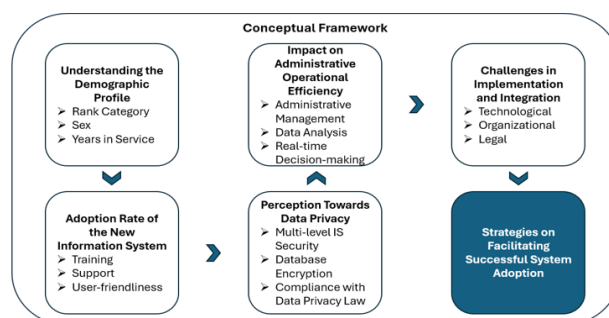 Conceptual Framework
Understanding the
Demographic
Profile
➢ Rank Category
➢ Sex
➢ Years in Service
Adoption Rate of
the New
Information System
➢ Training
➢ Support
➢ User-friendliness
Perception Towards
Data Privacy
➢ Multi-level IS
Security
➢ Database
Encryption
➢ Compliance with
Data Privacy Law
Impact on
Administrative
Operational
Efficiency
➢ Administrative
Management
➢ Data Analysis
➢ Real-time
Decision-making
Challenges in
Implementation and
Integration
➢ Technological
➢ Organizational
➢ Legal
Strategies on
Facilitating
Successful System
Adoption